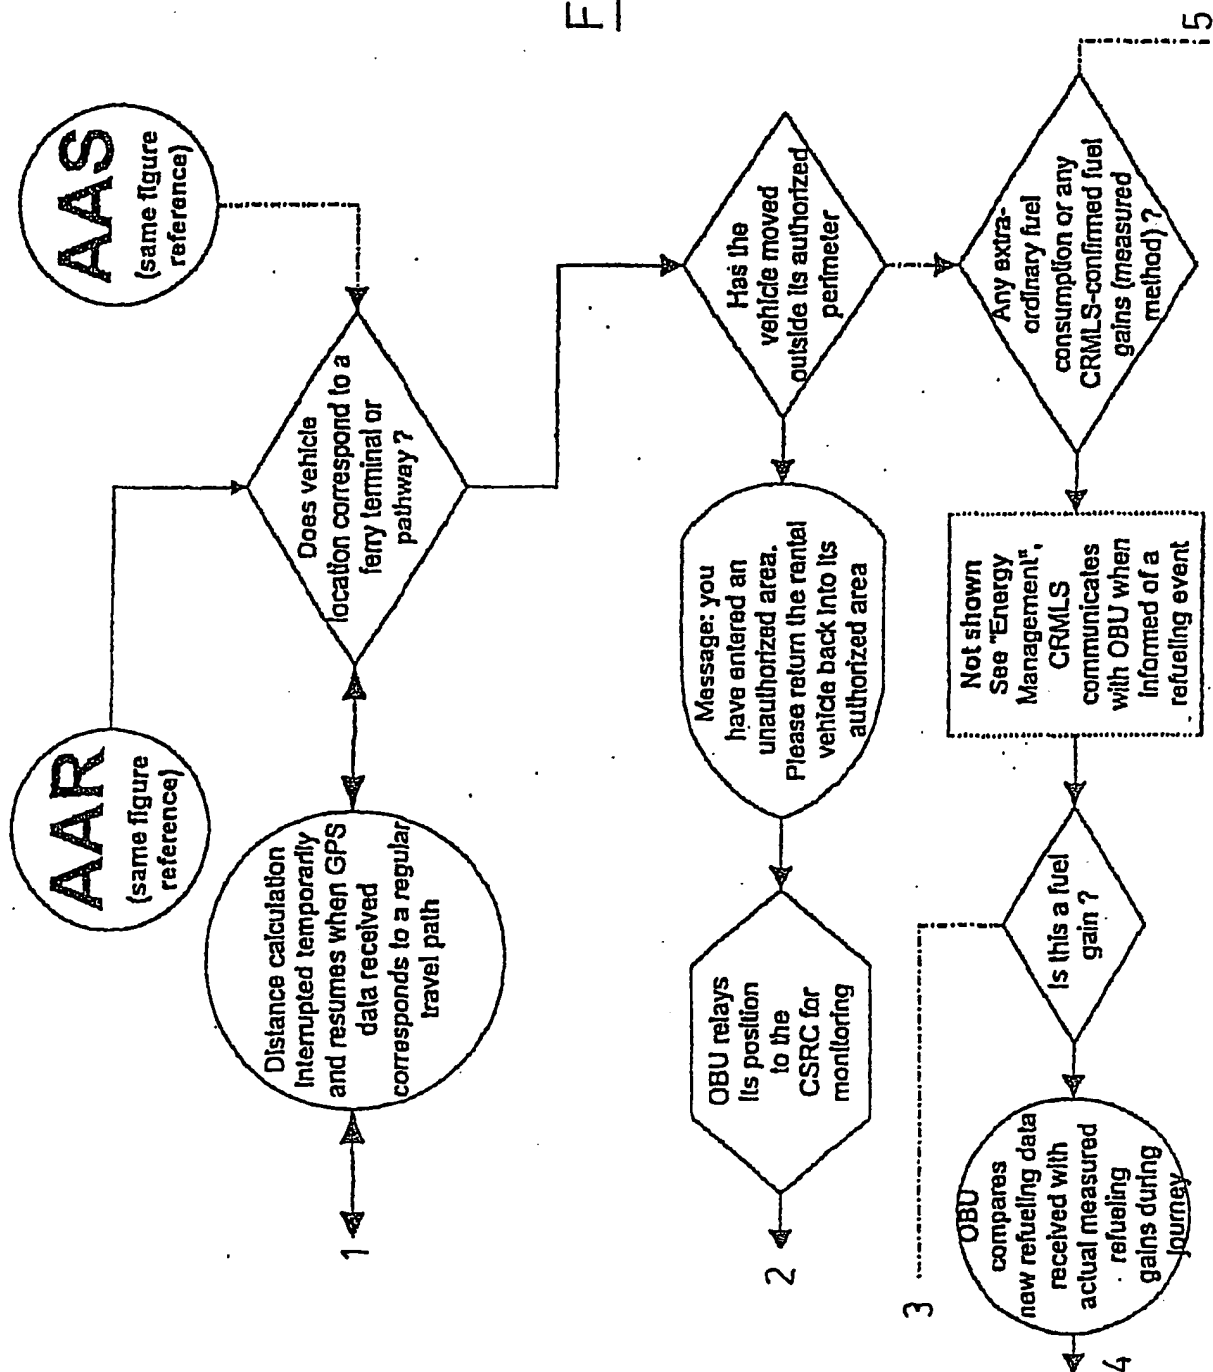 F
AAS
(same figure
reference)
AAR
(same figure
reference)
Does vehicle
location correspond to a
ferry terminal or
pathway ?
Distance calculation
Interrupted temporarily
and resumes when GPS
data received
corresponds to a regular
travel path
1
Has the
vehicle moved
outside its authorized
perimeter
Message: you
have entered an
unauthorized area.
Please return the rental
vehicle back into its
authorized area
OBU relays
Its position
to the
CSRC for
monitoring
2
Any extra-
ordinary fuel
consumption or any
CRMLS-confirmed fuel
gains (measured
method) ?
5
Not shown
See "Energy
Management",
CRMLS
communicates
with OBU when
Informed of a
refueling event
Is this a fuel
gain ?
3
OBU
compares
new refueling data
received with
actual measured
refueling
gains during
journey
4